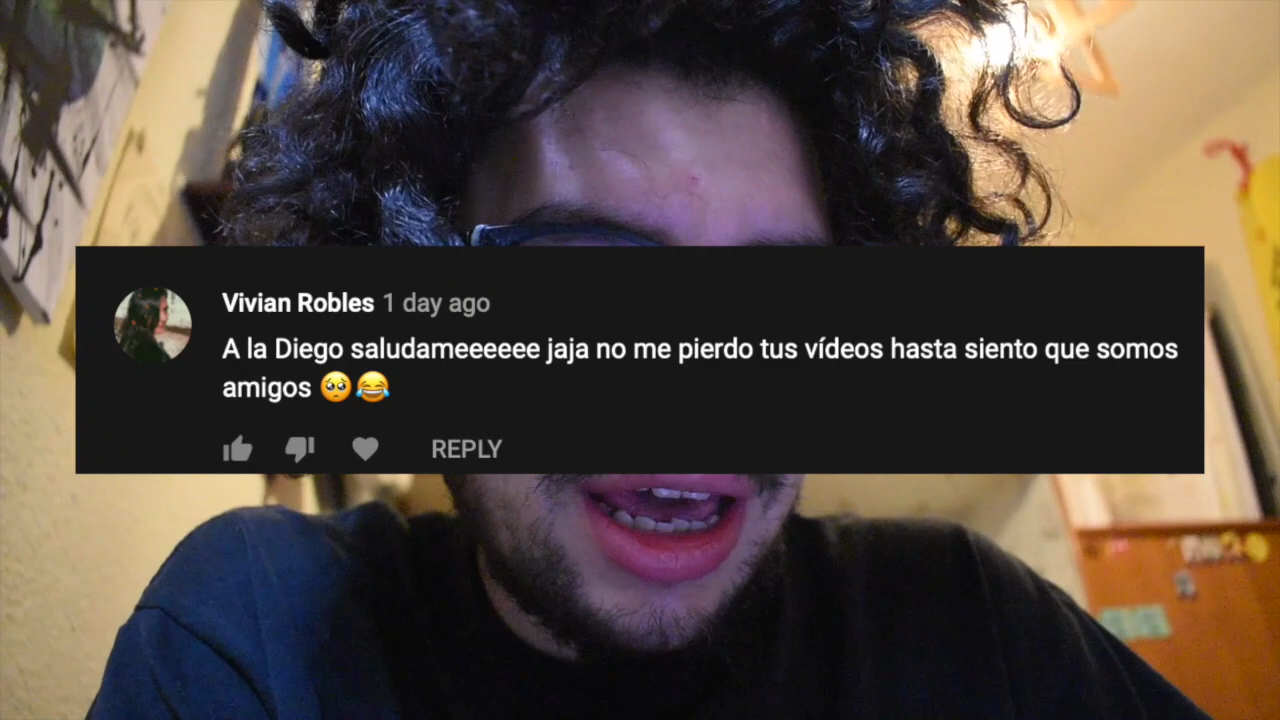 Vivian Robles 1 day ago
A la Diego saludameeeeee jaja no me pierdo tus vídeos hasta siento que somos
amigos 🥺😂
REPLY